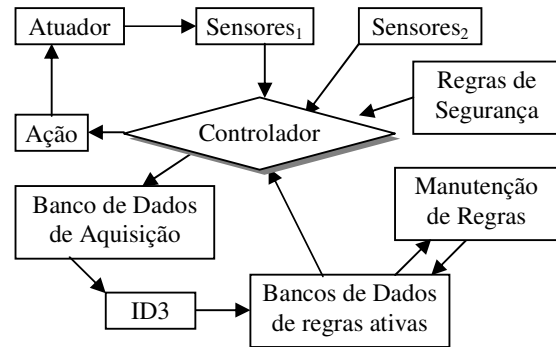 Atuador
Sensores₁
Sensores₂
Regras de
Segurança
Ação
Controlador
Banco de Dados
de Aquisição
Manutenção
de Regras
ID3
Bancos de Dados
de regras ativas